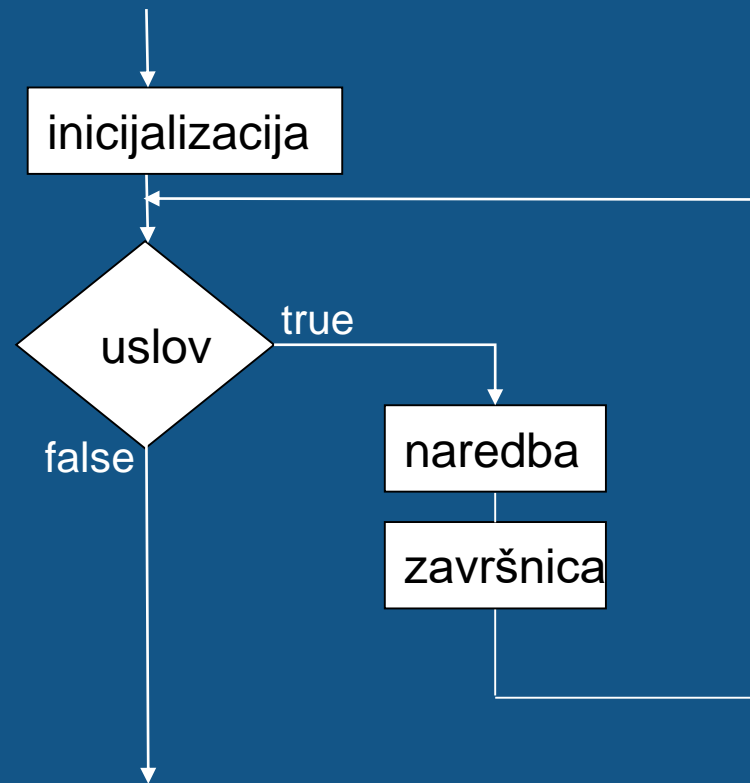 inicijalizacija
uslov
true
false
naredba
završnica